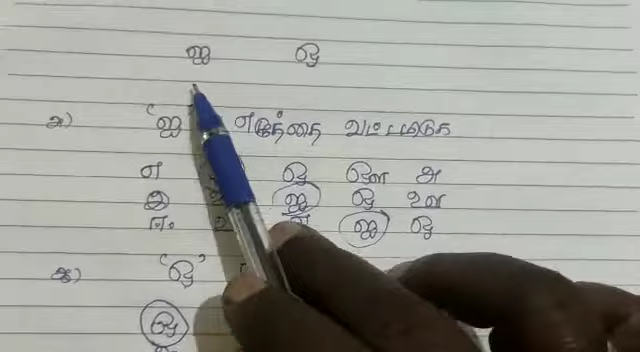 ஐ ஒ
அ) 'ஐ எழுத்தை வட்டமிடுக
எ ஒ ஔ அ
இ ஐ ஒ ஊ
ஈ ஐ ஒ
ஆ) 'ஒ'
ஒ